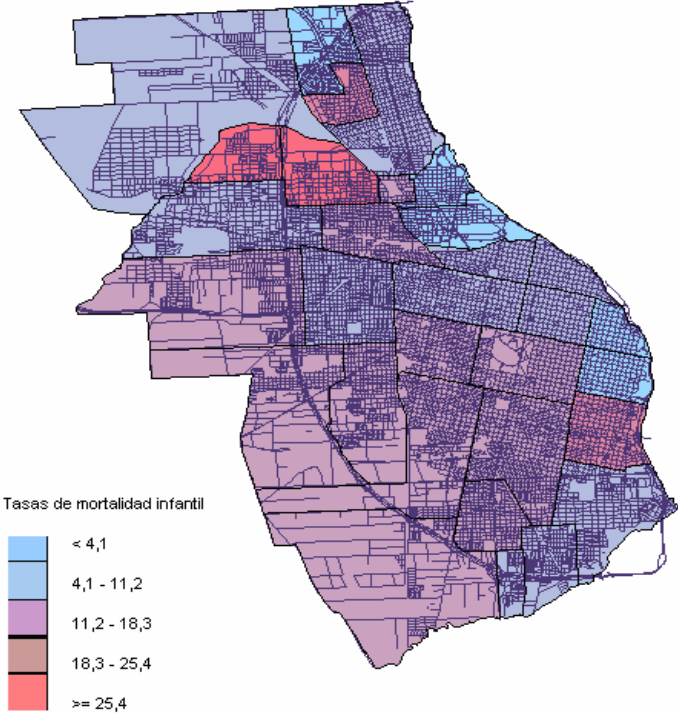 Tasas de mortalidad infantil
< 4,1
4,1 - 11,2
11,2 - 18,3
18,3 - 25,4
>= 25,4